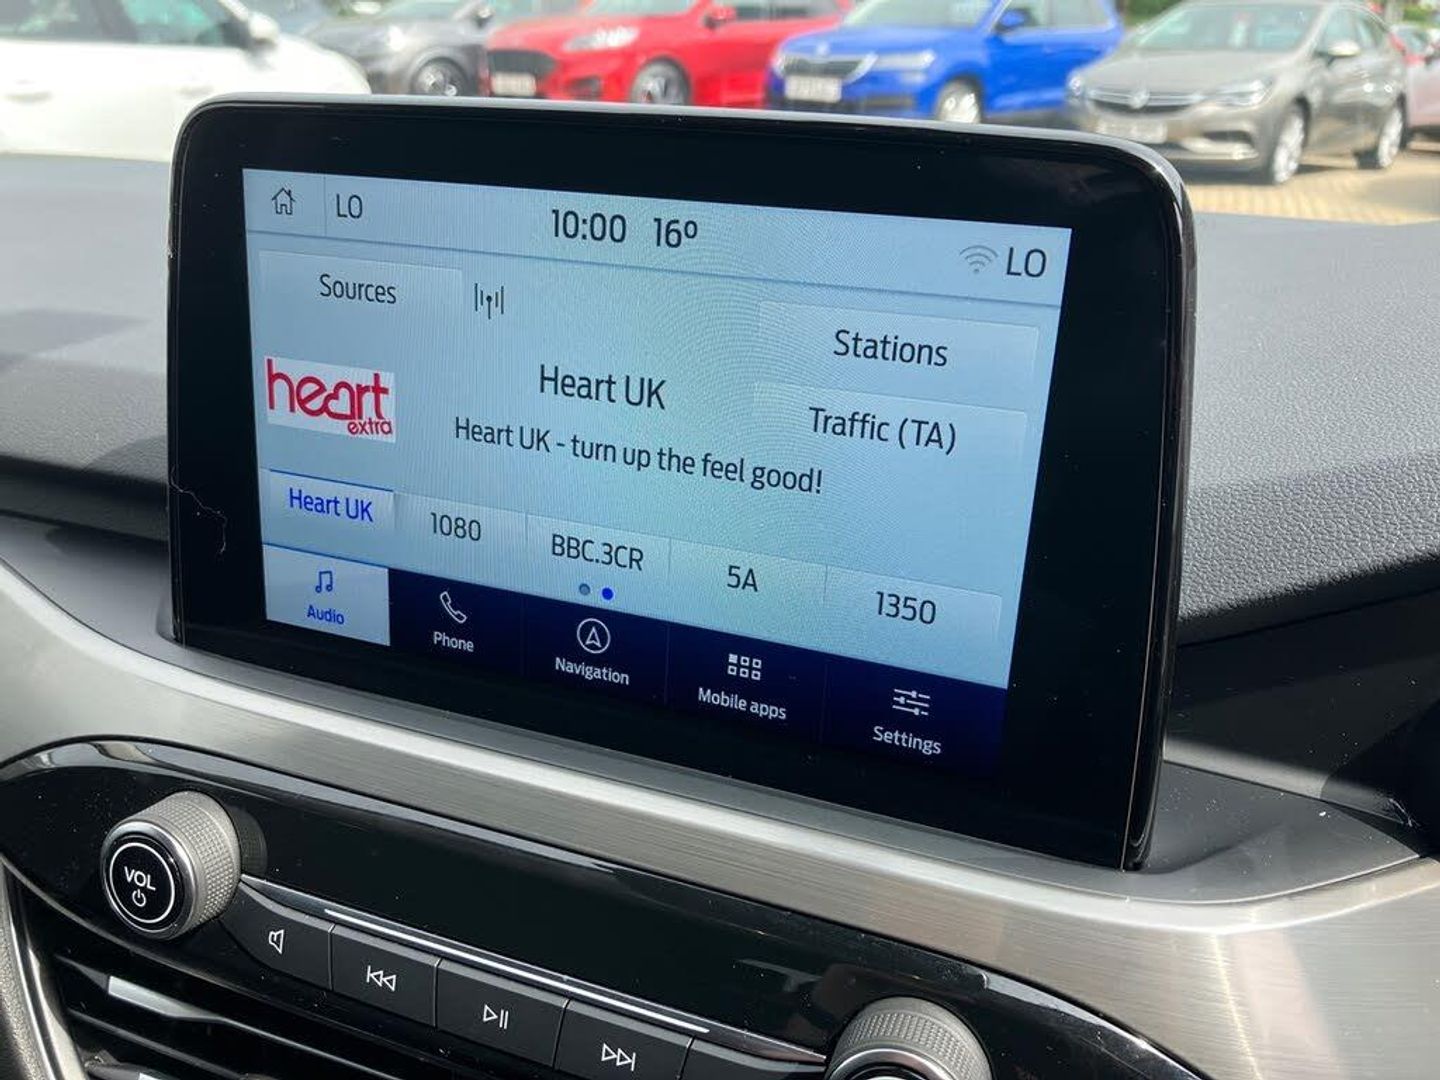 LO
10:00 16º
LO
Sources
Stations
heart
extra
Heart UK
Traffic (TA)
Heart UK - turn up the feel good!
Heart UK
1080
BBC.3CR
5A
1350
Audio
Phone
Navigation
Mobile apps
Settings
VOL